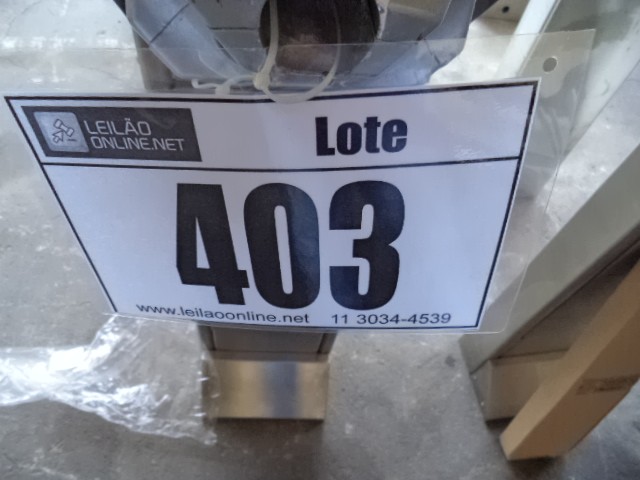 LEILÃO
ONLINE.NET
Lote
403
www.leilaoonline.net 11 3034-4539